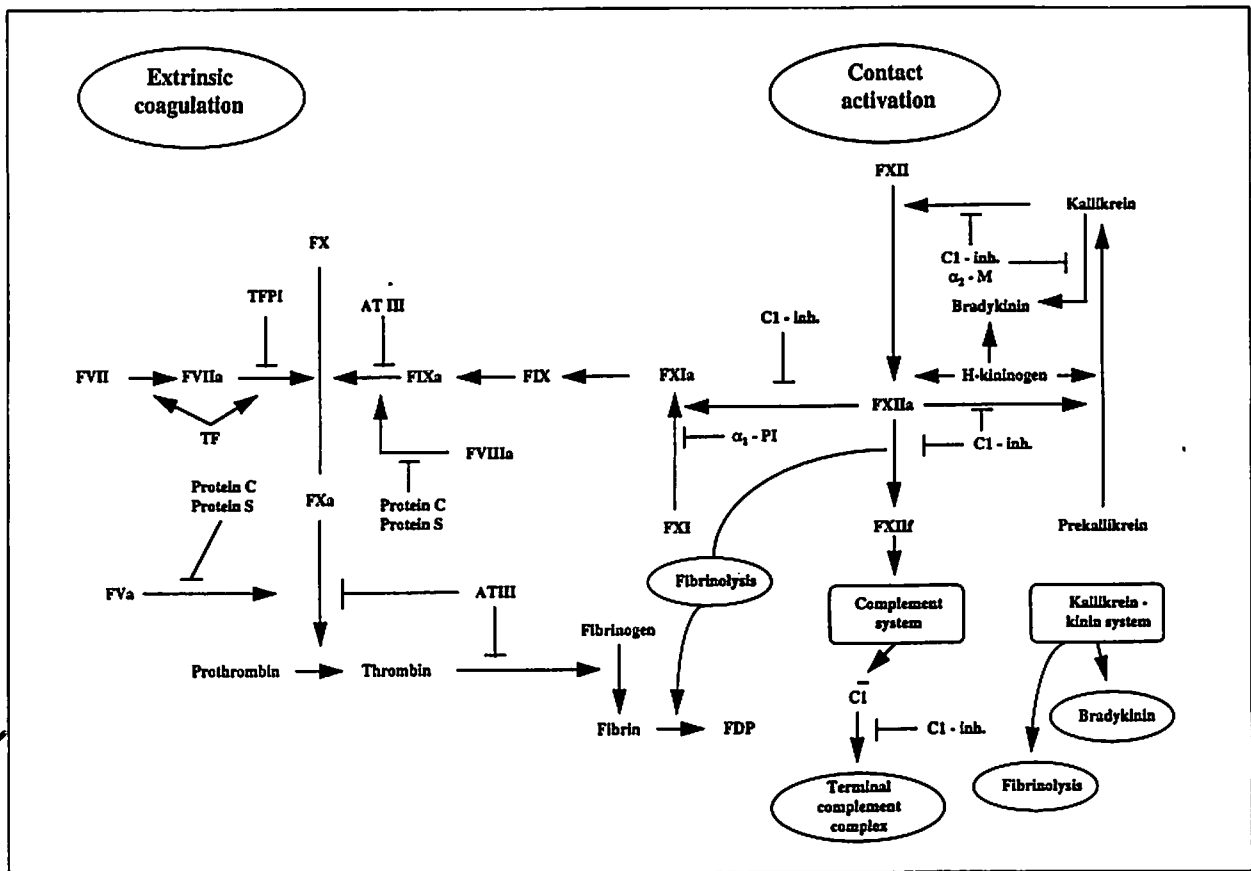 Extrinsic
coagulation
Contact
activation
FXII
Kallikrein
C1 - inh.
α2 - M
Bradykinin
FX
TFPI
AT III
C1 - inh.
FVII
FVIIa
FIXa
FIX
FXIa
H-kininogen
FXIIa
TF
FVIIIa
α1 - PI
C1 - inh.
Protein C
Protein S
FXa
Protein C
Protein S
FXI
FXIIf
Prekallikrein
Fibrinolysis
FVa
ATIII
Complement
system
Kallikrein -
kinin system
Fibrinogen
Prothrombin
Thrombin
C1
Bradykinin
Fibrin
FDP
C1 - inh.
Fibrinolysis
Terminal
complement
complex